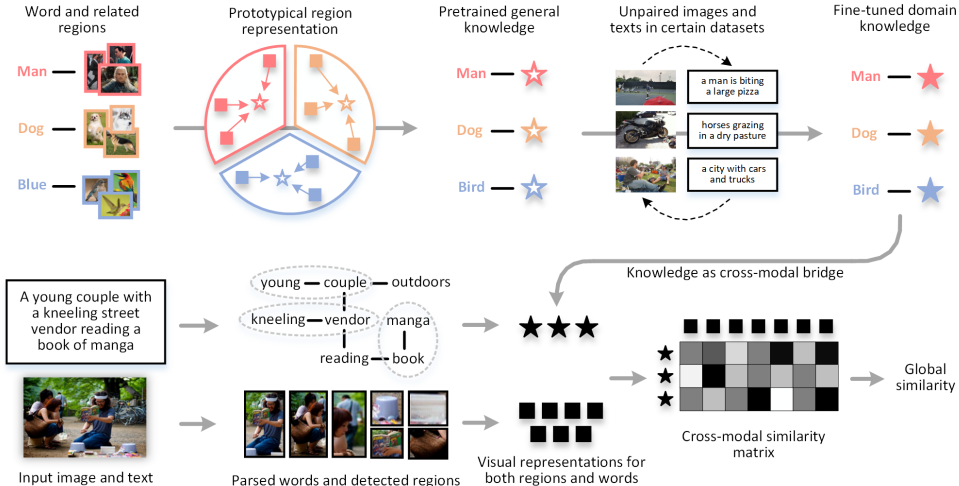 Word and related
regions
Prototypical region
representation
Pretrained general
knowledge
Unpaired images and
texts in certain datasets
Fine-tuned domain
knowledge
Man
Dog
Blue
Man
Dog
Bird
a man is biting
a large pizza
horses grazing
in a dry pasture
a city with cars
and trucks
Man
Dog
Bird
Knowledge as cross-modal bridge
A young couple with
a kneeling street
vendor reading a
book of manga
young couple outdoors
kneeling vendor manga
reading book
Global
similarity
Cross-modal similarity
matrix
Input image and text
Parsed words and detected regions
Visual representations for
both regions and words